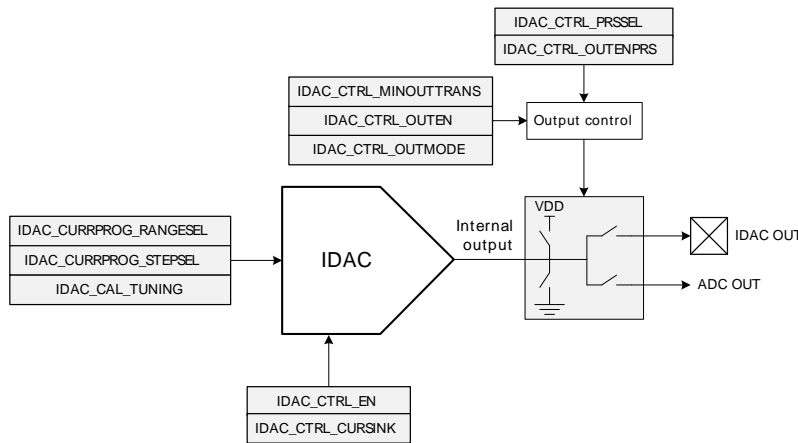 IDAC_CTRL_PRSSEL
IDAC_CTRL_OUTENPRS
IDAC_CTRL_MINOUTTRANS
IDAC_CTRL_OUTEN
IDAC_CTRL_OUTMODE
Output control
VDD
IDAC_CURRPROG_RANGESEL
IDAC_CURRPROG_STEPSEL
IDAC_CAL_TUNING
IDAC
Internal
output
IDAC OUT
ADC OUT
IDAC_CTRL_EN
IDAC_CTRL_CURSINK